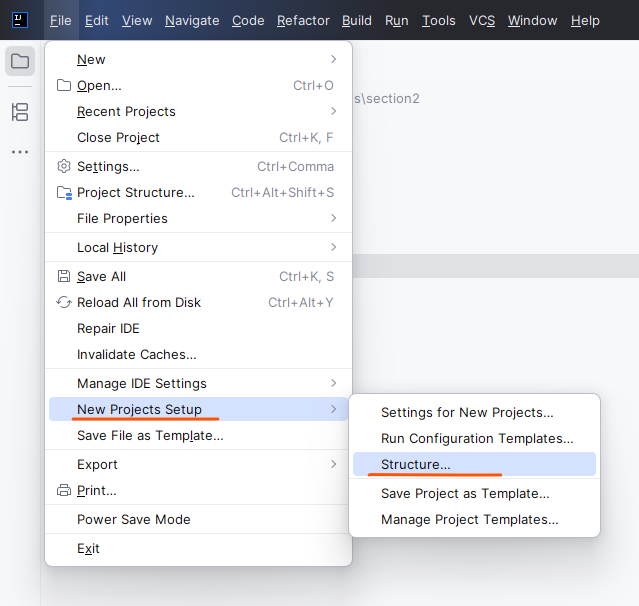 IJ
File Edit View Navigate Code Refactor Build Run Tools VCS Window Help
New
s\section2
Open... Ctrl+O
Recent Projects
Close Project Ctrl+K, F
Settings... Ctrl+Comma
Project Structure... Ctrl+Alt+Shift+S
File Properties
Local History
Save All Ctrl+K, S
Reload All from Disk Ctrl+Alt+Y
Repair IDE
Invalidate Caches...
Manage IDE Settings
New Projects Setup
Save File as Template...
Export
Print...
Power Save Mode
Exit
Settings for New Projects...
Run Configuration Templates...
Structure...
Save Project as Template...
Manage Project Templates...